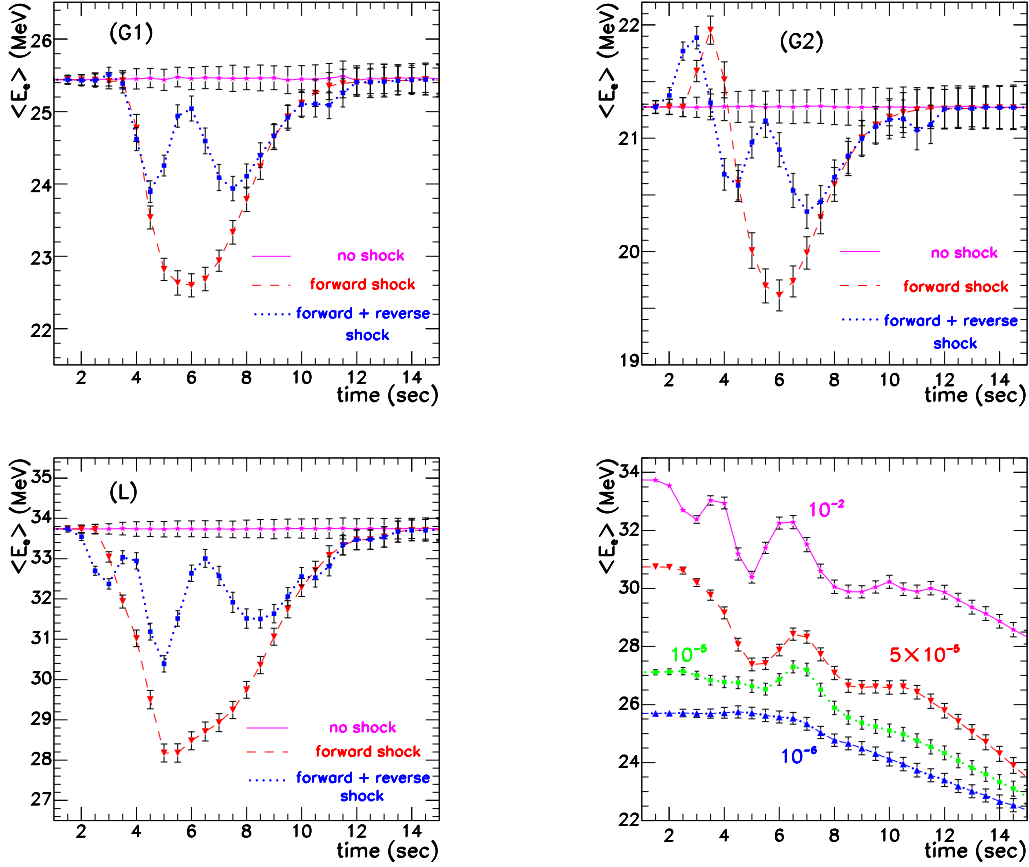 <E_e> (MeV)
26
25
24
23
22
(G1)
no shock
forward shock
forward + reverse
shock
2 4 6 8 10 12 14
time (sec)
<E_e> (MeV)
22
21
20
19
(G2)
no shock
forward shock
forward + reverse
shock
2 4 6 8 10 12 14
time (sec)
<E_e> (MeV)
35
34
33
32
31
30
29
28
27
(L)
no shock
forward shock
forward + reverse
shock
2 4 6 8 10 12 14
time (sec)
<E_e> (MeV)
34
32
30
28
26
24
22
10⁻²
5×10⁻⁵
10⁻⁵
10⁻⁶
2 4 6 8 10 12 14
time (sec)